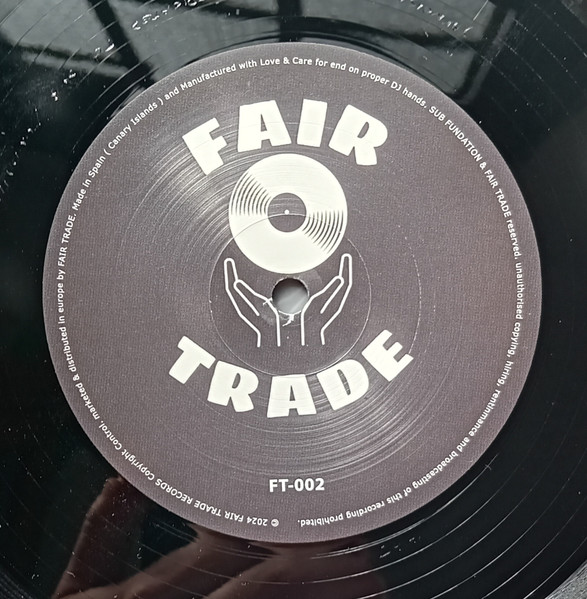 FAIR
TRADE
FT-002
© 2024 FAIR TRADE RECORDS Copyright Control. marketed & distributed in europe by FAIR TRADE. Made in Spain ( Canary Islands ) and Manufactured with Love & Care for end on proper DJ hands. SUB FUNDATION & FAIR TRADE reserved. unauthorised copying, hiring, rentinmance and broadcasting of this recording prohibited.